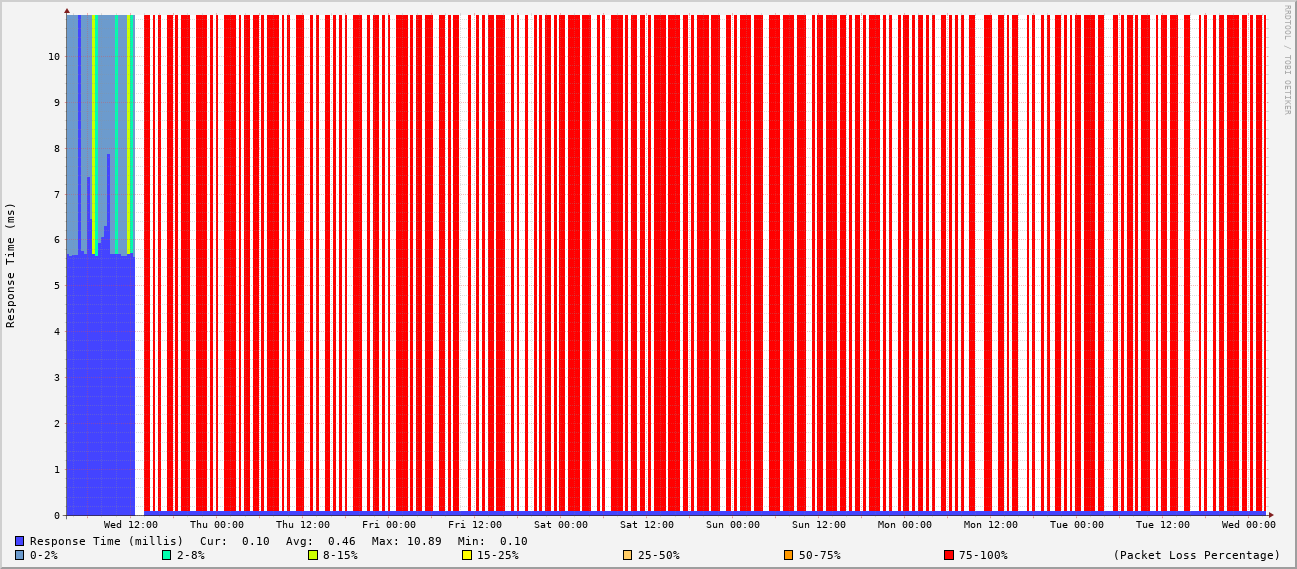 RRDTOOL / TOBI OETIKER
Response Time (ms)
10
9
8
7
6
5
4
3
2
1
0
Wed 12:00 Thu 00:00 Thu 12:00 Fri 00:00 Fri 12:00 Sat 00:00 Sat 12:00 Sun 00:00 Sun 12:00 Mon 00:00 Mon 12:00 Tue 00:00 Tue 12:00 Wed 00:00
Response Time (millis) Cur: 0.10 Avg: 0.46 Max: 10.89 Min: 0.10
0-2% 2-8% 8-15% 15-25% 25-50% 50-75% 75-100% (Packet Loss Percentage)